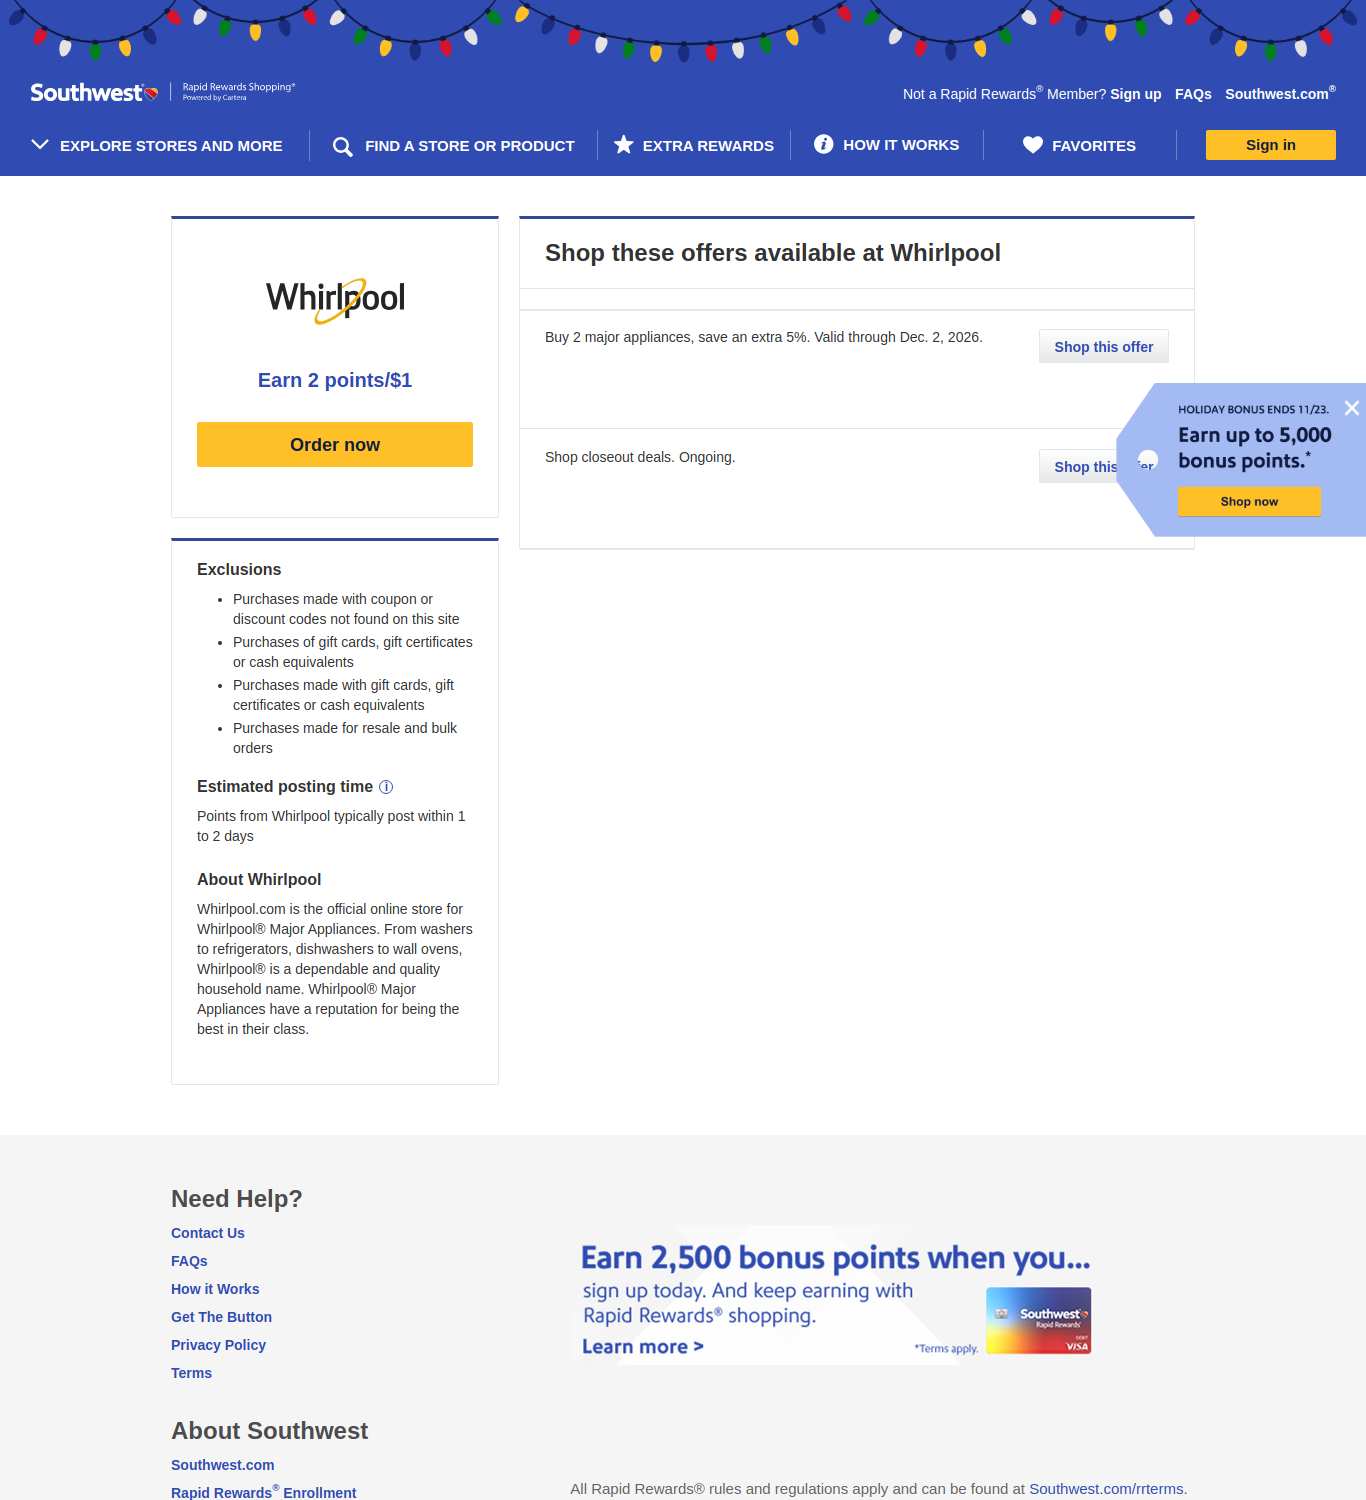 Southwest
Rapid Rewards Shopping®
Powered by Cartera
Not a Rapid Rewards® Member? Sign up FAQs Southwest.com®
EXPLORE STORES AND MORE
FIND A STORE OR PRODUCT
EXTRA REWARDS
HOW IT WORKS
FAVORITES
Sign in
Whirlpool
Earn 2 points/$1
Order now
Shop these offers available at Whirlpool
Buy 2 major appliances, save an extra 5%. Valid through Dec. 2, 2026.
Shop this offer
Shop closeout deals. Ongoing.
Shop this offer
HOLIDAY BONUS ENDS 11/23.
Earn up to 5,000
bonus points.*
Shop now
Exclusions
• Purchases made with coupon or
discount codes not found on this site
• Purchases of gift cards, gift certificates
or cash equivalents
• Purchases made with gift cards, gift
certificates or cash equivalents
• Purchases made for resale and bulk
orders
Estimated posting time
Points from Whirlpool typically post within 1
to 2 days
About Whirlpool
Whirlpool.com is the official online store for
Whirlpool® Major Appliances. From washers
to refrigerators, dishwashers to wall ovens,
Whirlpool® is a dependable and quality
household name. Whirlpool® Major
Appliances have a reputation for being the
best in their class.
Need Help?
Contact Us
FAQs
How it Works
Get The Button
Privacy Policy
Terms
Earn 2,500 bonus points when you...
sign up today. And keep earning with
Rapid Rewards® shopping.
Learn more >
*Terms apply.
Southwest
Rapid Rewards®
DEBIT
VISA
About Southwest
Southwest.com
Rapid Rewards® Enrollment
All Rapid Rewards® rules and regulations apply and can be found at Southwest.com/rrterms.